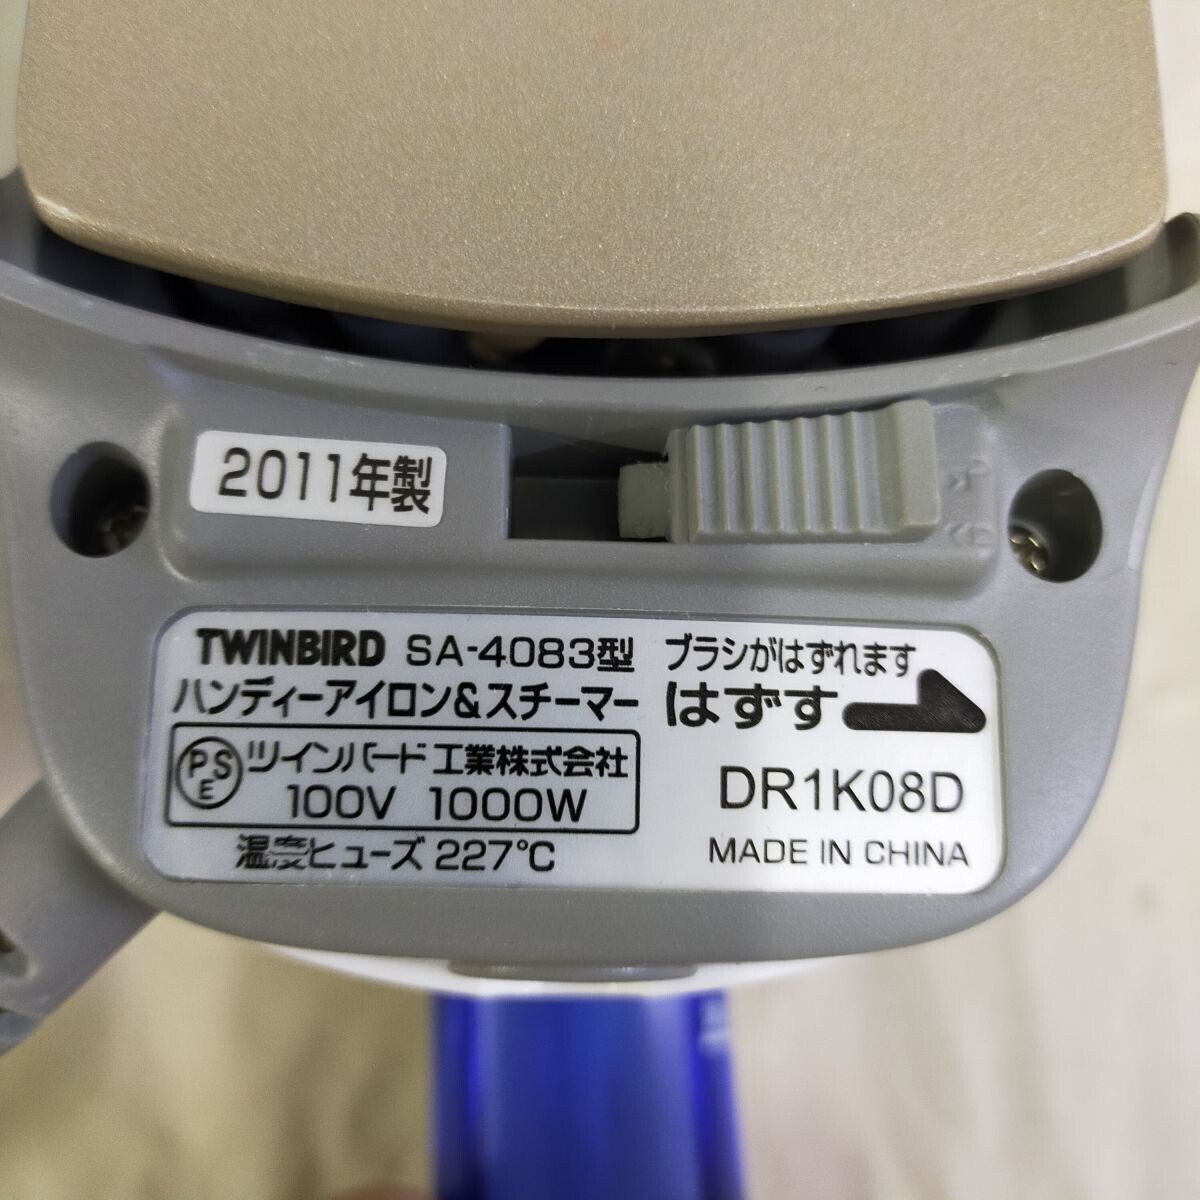 2011年製
TWINBIRD SA-4083型
ハンディーアイロン&スチーマー
PSE ツインバード工業株式会社
100V 1000W
温度ヒューズ 227℃
ブラシがはずれます
はずす
DR1K08D
MADE IN CHINA